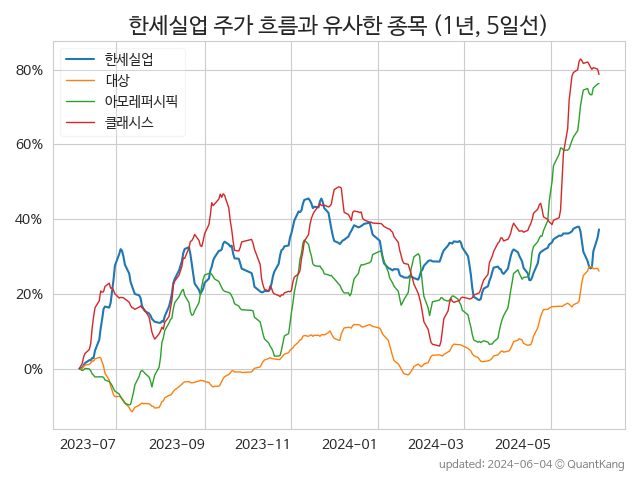 한세실업 주가 흐름과 유사한 종목 (1년, 5일선)
한세실업
대상
아모레퍼시픽
클래시스
80%
60%
40%
20%
0%
2023-07 2023-09 2023-11 2024-01 2024-03 2024-05
updated: 2024-06-04 © QuantKang